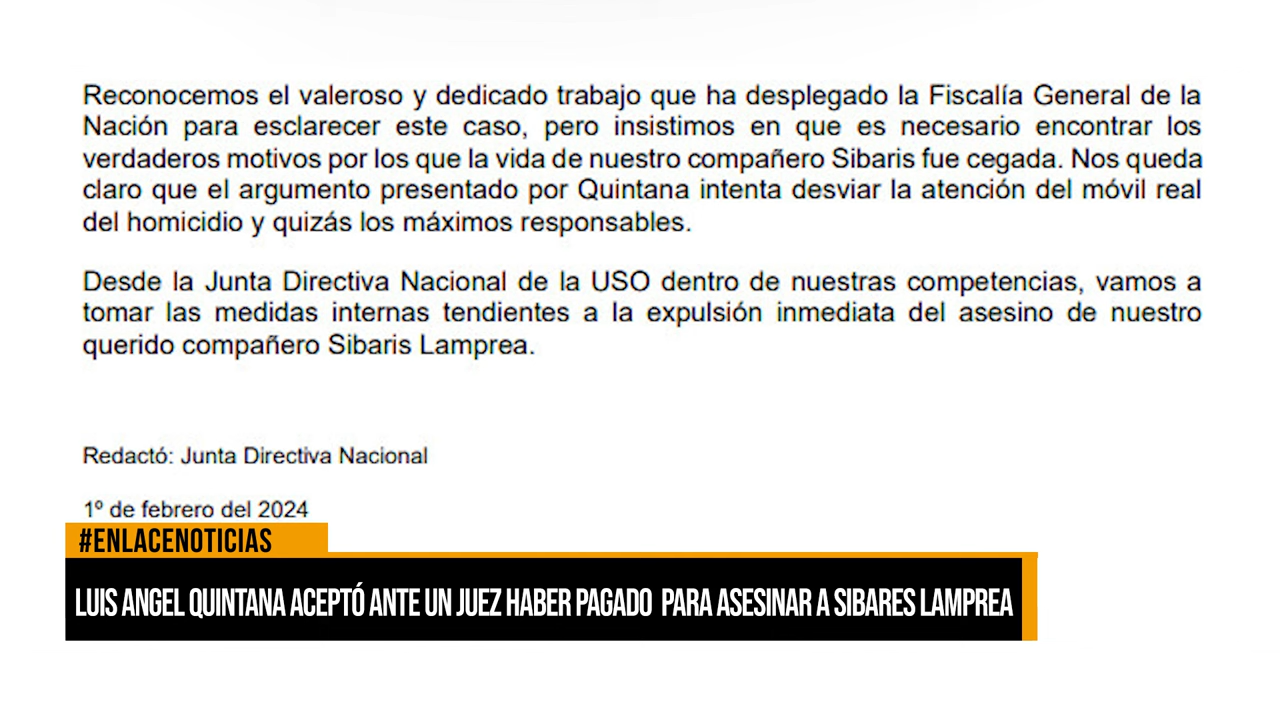 Reconocemos el valeroso y dedicado trabajo que ha desplegado la Fiscalía General de la
Nación para esclarecer este caso, pero insistimos en que es necesario encontrar los
verdaderos motivos por los que la vida de nuestro compañero Sibaris fue cegada. Nos queda
claro que el argumento presentado por Quintana intenta desviar la atención del móvil real
del homicidio y quizás los máximos responsables.
Desde la Junta Directiva Nacional de la USO dentro de nuestras competencias, vamos a
tomar las medidas internas tendientes a la expulsión inmediata del asesino de nuestro
querido compañero Sibaris Lamprea.
Redactó: Junta Directiva Nacional
1º de febrero del 2024
#ENLACENOTICIAS
LUIS ANGEL QUINTANA ACEPTÓ ANTE UN JUEZ HABER PAGADO PARA ASESINAR A SIBARES LAMPREA